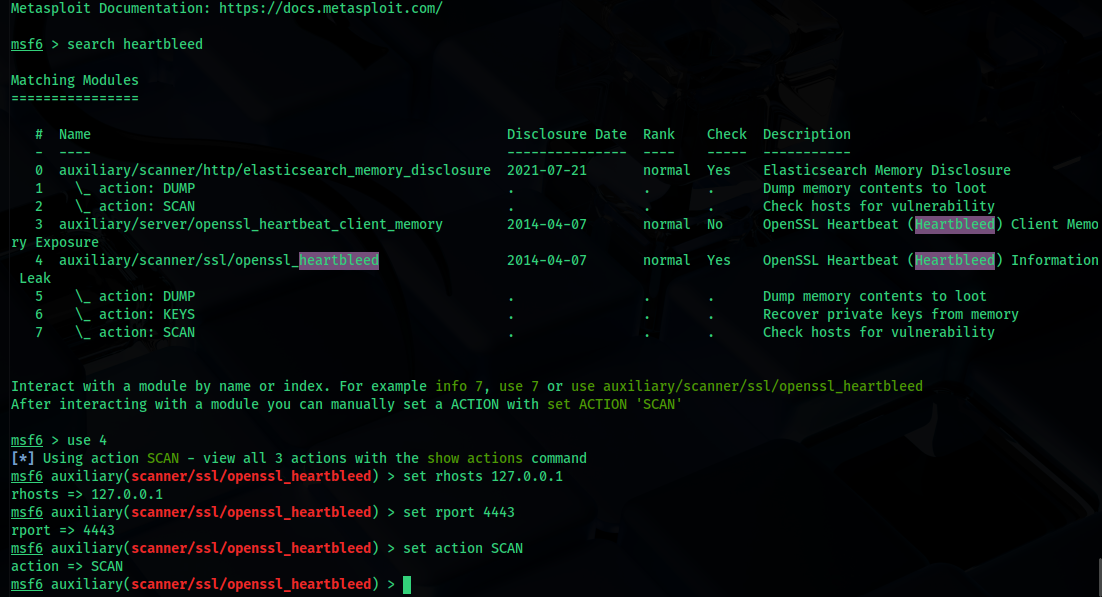 Metasploit Documentation: https://docs.metasploit.com/
msf6 > search heartbleed
Matching Modules
================
#  Name                                              Disclosure Date  Rank    Check  Description
-  ----                                              ---------------  ----    -----  -----------
0  auxiliary/scanner/http/elasticsearch_memory_disclosure  2021-07-21       normal  Yes    Elasticsearch Memory Disclosure
1    \_ action: DUMP                                 .                .       .      Dump memory contents to loot
2    \_ action: SCAN                                 .                .       .      Check hosts for vulnerability
3  auxiliary/server/openssl_heartbeat_client_memory  2014-04-07       normal  No     OpenSSL Heartbeat (Heartbleed) Client Memo
ry Exposure
4  auxiliary/scanner/ssl/openssl_heartbleed          2014-04-07       normal  Yes    OpenSSL Heartbeat (Heartbleed) Information
Leak
5    \_ action: DUMP                                 .                .       .      Dump memory contents to loot
6    \_ action: KEYS                                 .                .       .      Recover private keys from memory
7    \_ action: SCAN                                 .                .       .      Check hosts for vulnerability
Interact with a module by name or index. For example info 7, use 7 or use auxiliary/scanner/ssl/openssl_heartbleed
After interacting with a module you can manually set a ACTION with set ACTION 'SCAN'
msf6 > use 4
[*] Using action SCAN - view all 3 actions with the show actions command
msf6 auxiliary(scanner/ssl/openssl_heartbleed) > set rhosts 127.0.0.1
rhosts => 127.0.0.1
msf6 auxiliary(scanner/ssl/openssl_heartbleed) > set rport 4443
rport => 4443
msf6 auxiliary(scanner/ssl/openssl_heartbleed) > set action SCAN
action => SCAN
msf6 auxiliary(scanner/ssl/openssl_heartbleed) >